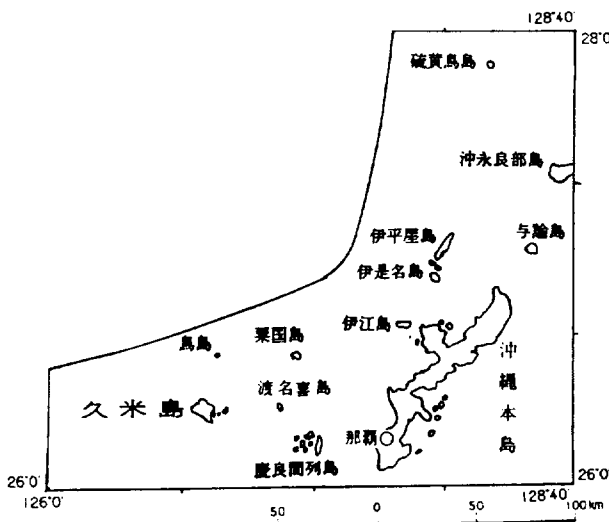 128°40'
28°0'
硫黄鳥島
沖永良部島
与論島
伊平屋島
伊是名島
伊江島
鳥島
粟国島
久米島
渡名喜島
沖縄本島
那覇
慶良間列島
26°0'
126°0'
128°40'
26°0'
50
0
50
100km